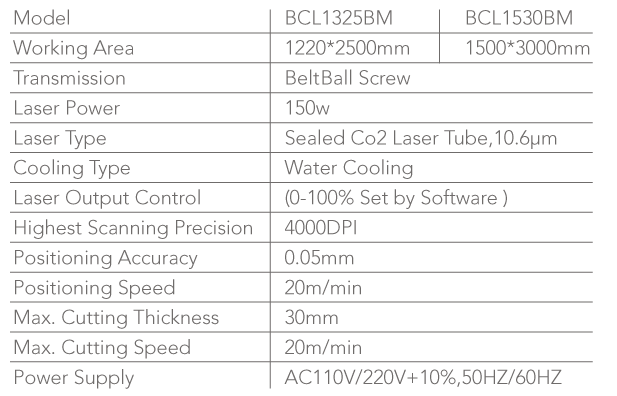 Model BCL1325BM BCL1530BM
Working Area 1220*2500mm 1500*3000mm
Transmission BeltBall Screw
Laser Power 150w
Laser Type Sealed Co2 Laser Tube,10.6μm
Cooling Type Water Cooling
Laser Output Control (0-100% Set by Software )
Highest Scanning Precision 4000DPI
Positioning Accuracy 0.05mm
Positioning Speed 20m/min
Max. Cutting Thickness 30mm
Max. Cutting Speed 20m/min
Power Supply AC110V/220V+10%,50HZ/60HZ